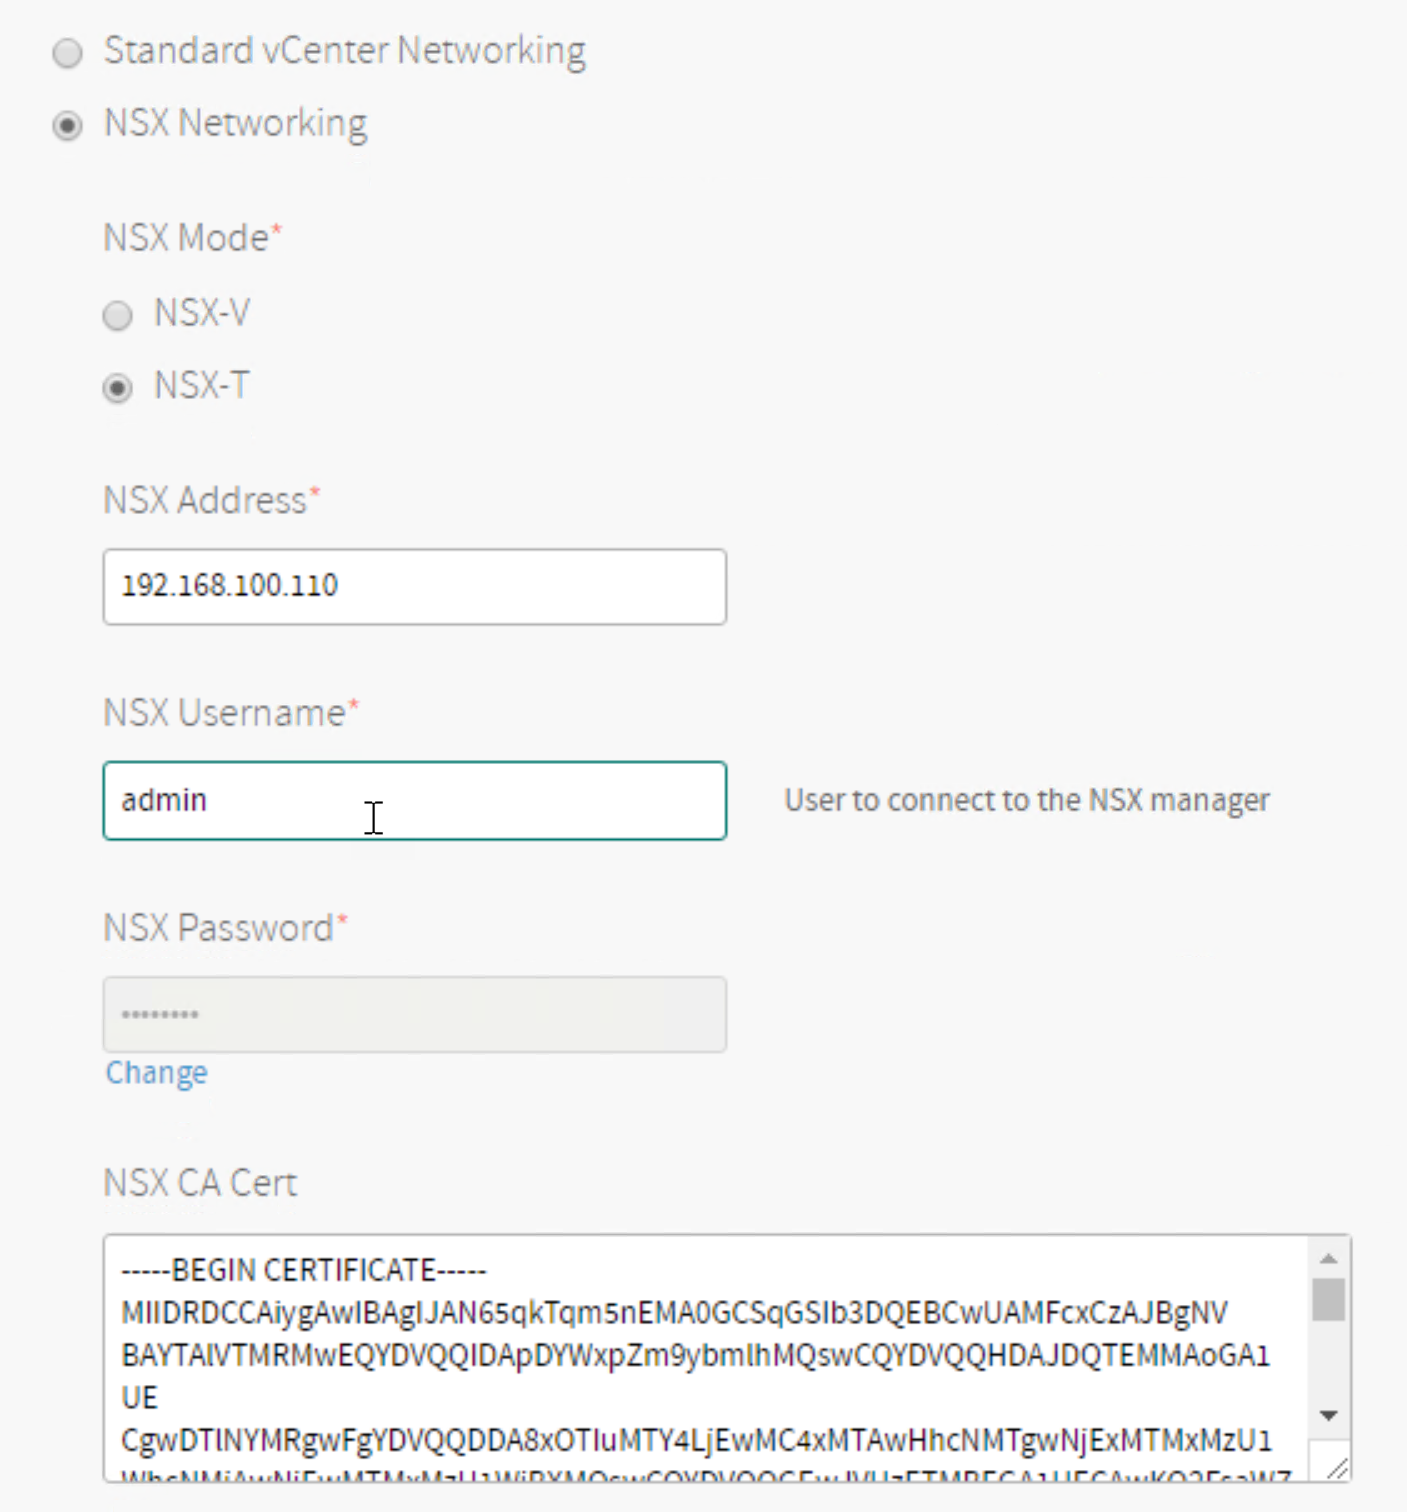 Standard vCenter Networking
NSX Networking
NSX Mode*
NSX-V
NSX-T
NSX Address*
192.168.100.110
NSX Username*
admin
User to connect to the NSX manager
NSX Password*
••••••••
Change
NSX CA Cert
-----BEGIN CERTIFICATE-----
MIIDRDCCAiygAwIBAgIJAN65qkTqm5nEMA0GCSqGSIb3DQEBCwUAMFcxCzAJBgNV
BAYTAlVTMRMwEQYDVQQIDApDYWxpZm9ybmlhMQswCQYDVQQHDAJDQTEMMAoGA1
UE
CgwDTlNYMRgwFgYDVQQDDA8xOTIuMTY4LjEwMC4xMTAwHhcNMTgwNjExMTMxMzU1